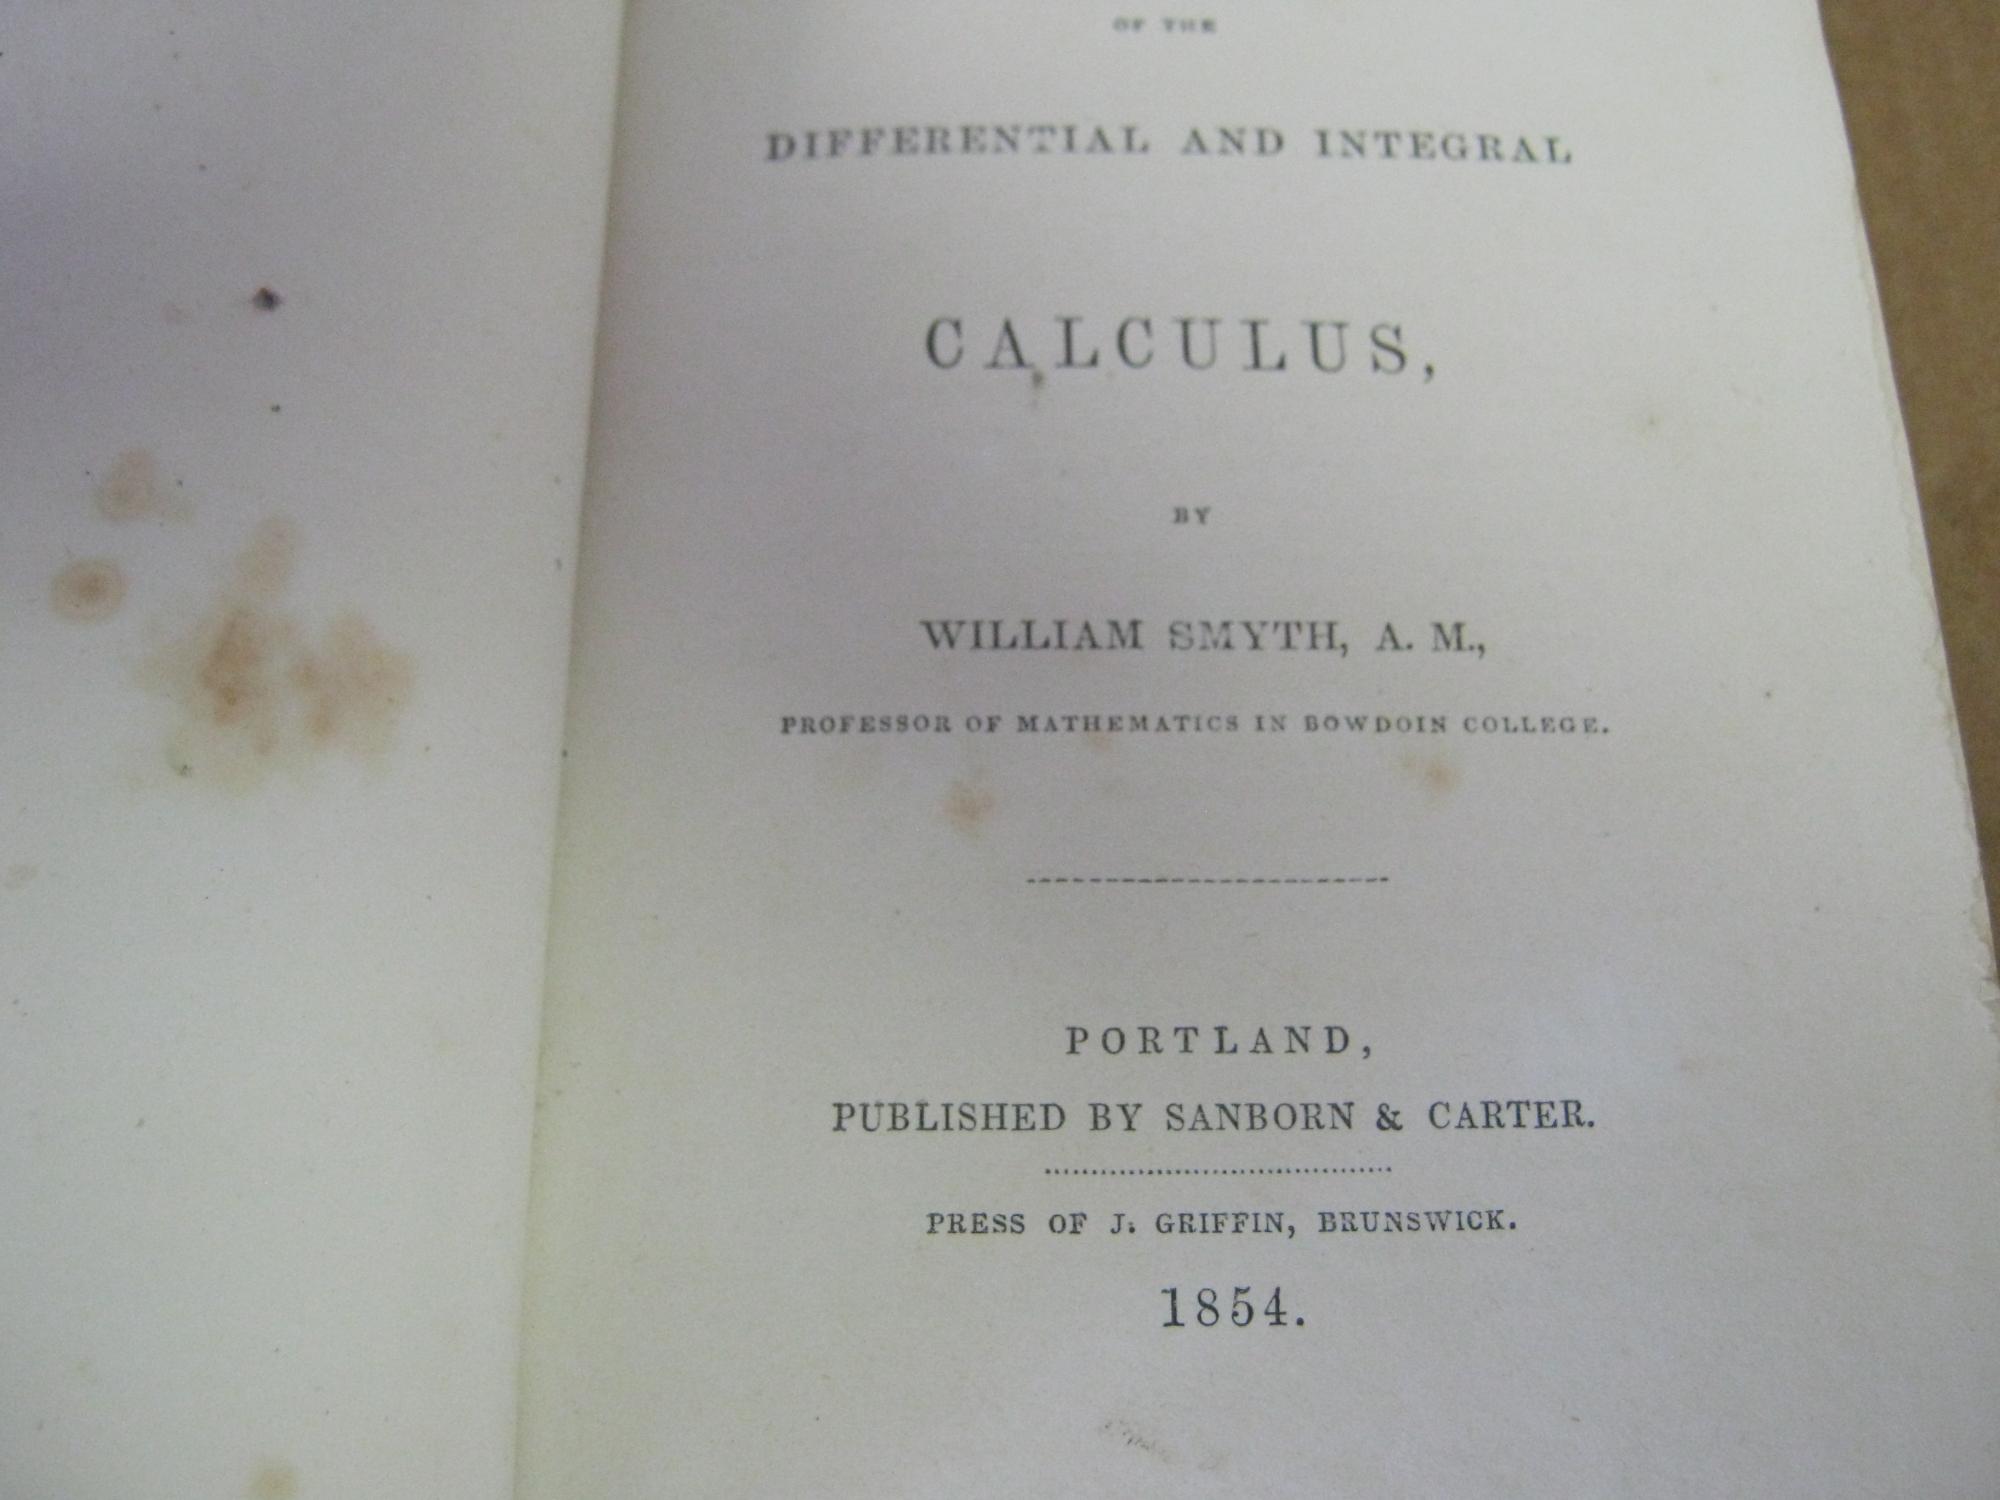 OF THE
DIFFERENTIAL AND INTEGRAL
CALCULUS,
BY
WILLIAM SMYTH, A. M.,
PROFESSOR OF MATHEMATICS IN BOWDOIN COLLEGE.
PORTLAND,
PUBLISHED BY SANBORN & CARTER.
PRESS OF J. GRIFFIN, BRUNSWICK.
1854.